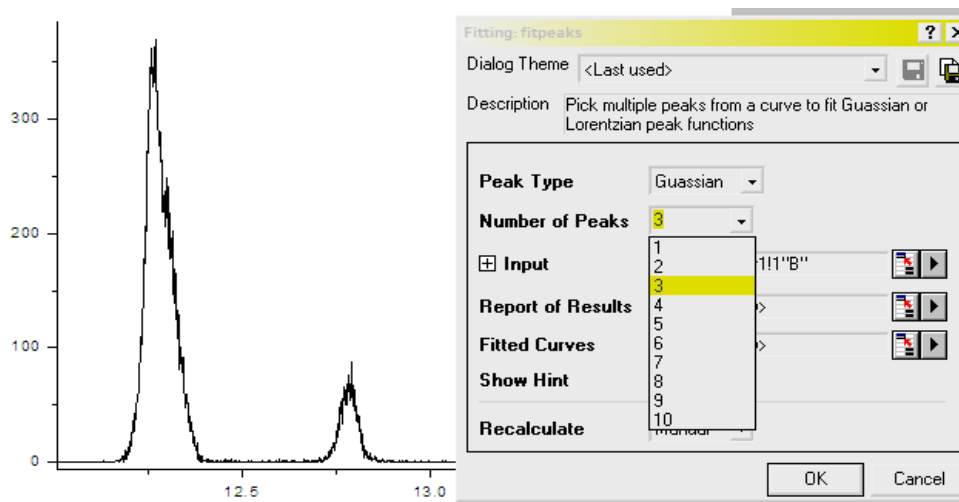 300
200
100
0
12.5
13.0
Fitting: fitpeaks
Dialog Theme <Last used>
Description Pick multiple peaks from a curve to fit Guassian or
Lorentzian peak functions
Peak Type Guassian
Number of Peaks 3
1
2
3
4
5
6
7
8
9
10
Input 1!1"B"
Report of Results >
Fitted Curves >
Show Hint
Recalculate
OK Cancel